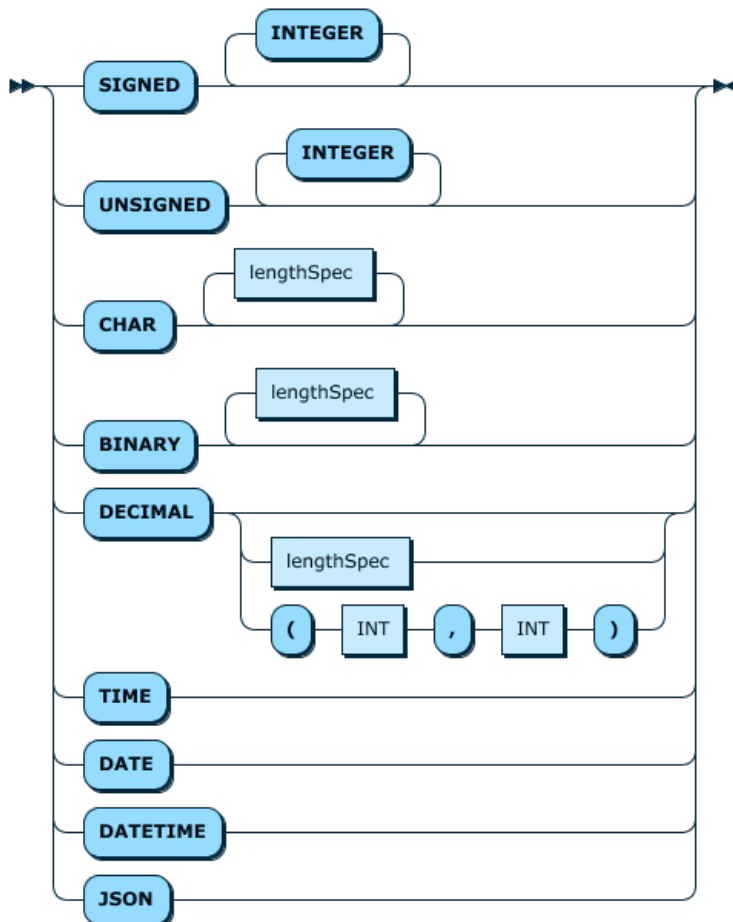 INTEGER
SIGNED
INTEGER
UNSIGNED
lengthSpec
CHAR
lengthSpec
BINARY
DECIMAL
lengthSpec
( INT , INT )
TIME
DATE
DATETIME
JSON